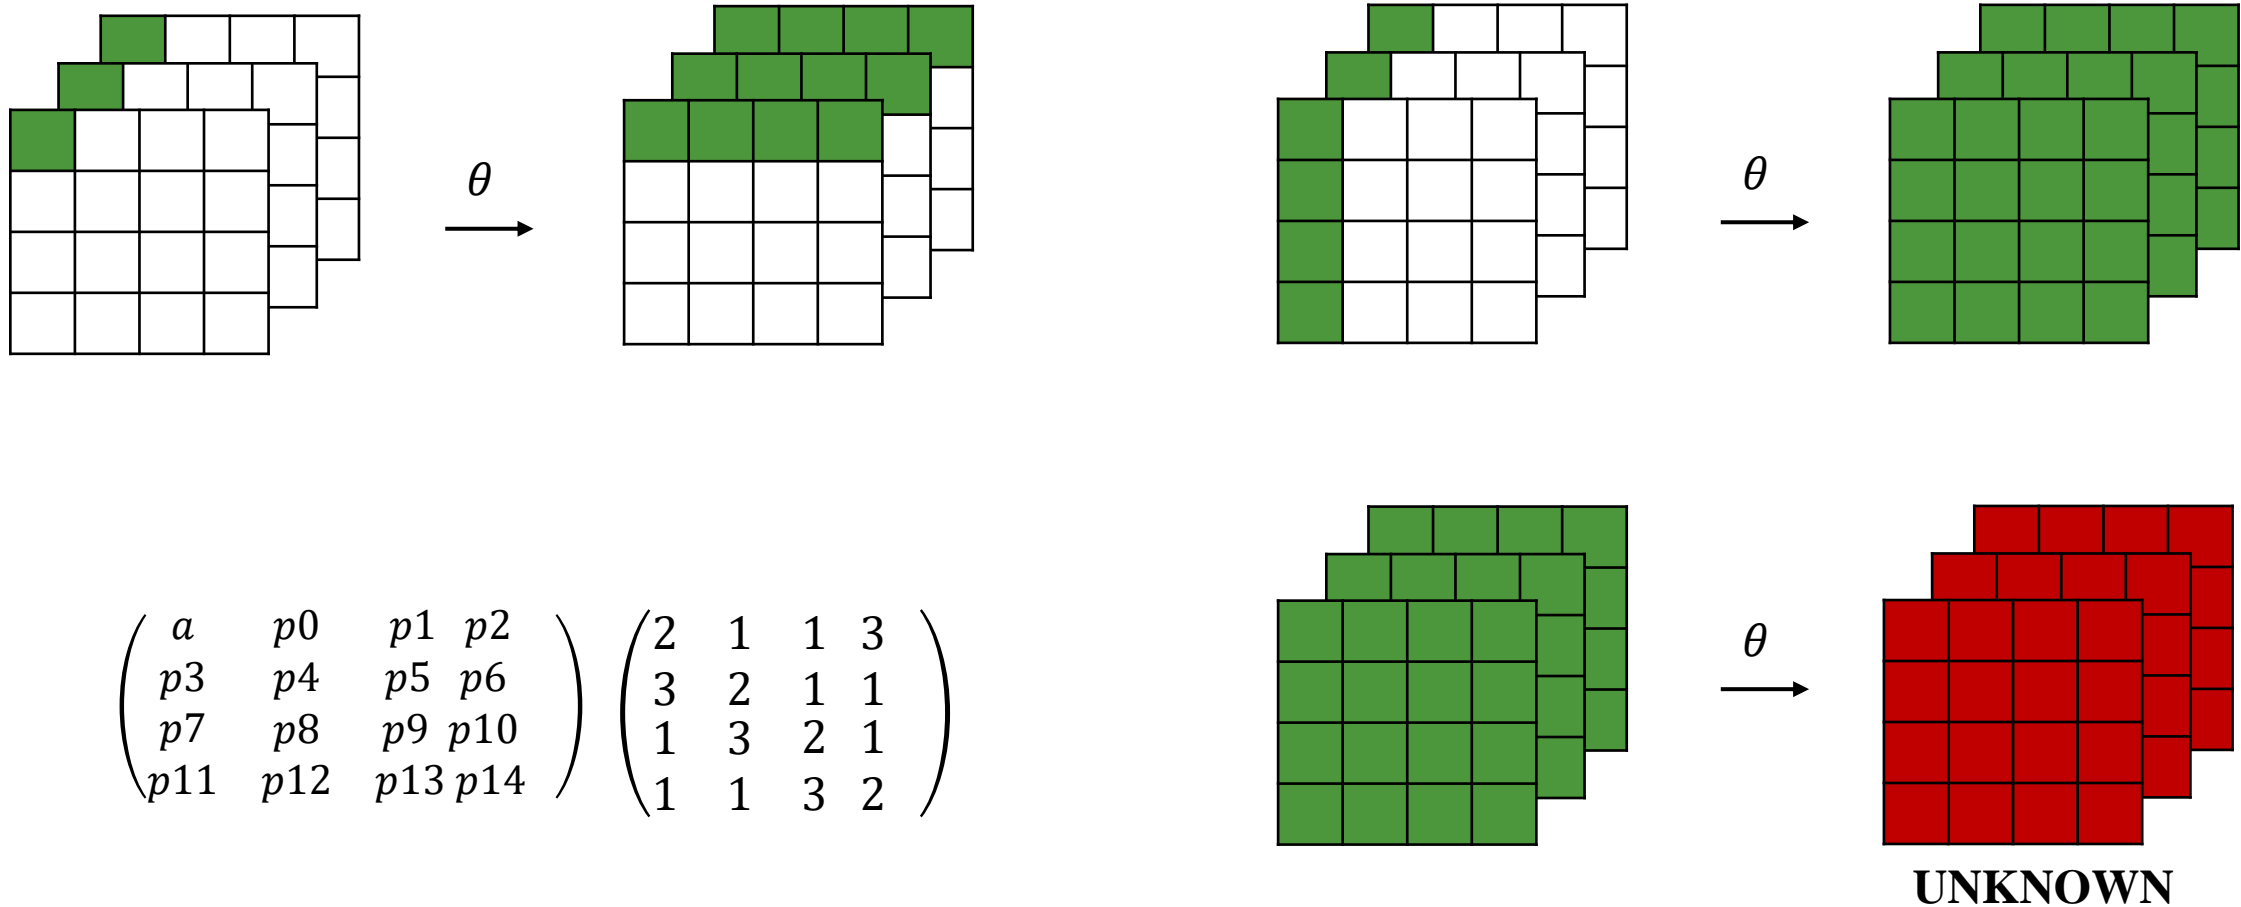 θ
θ
a p0 p1 p2
p3 p4 p5 p6
p7 p8 p9 p10
p11 p12 p13 p14
2 1 1 3
3 2 1 1
1 3 2 1
1 1 3 2
θ
UNKNOWN